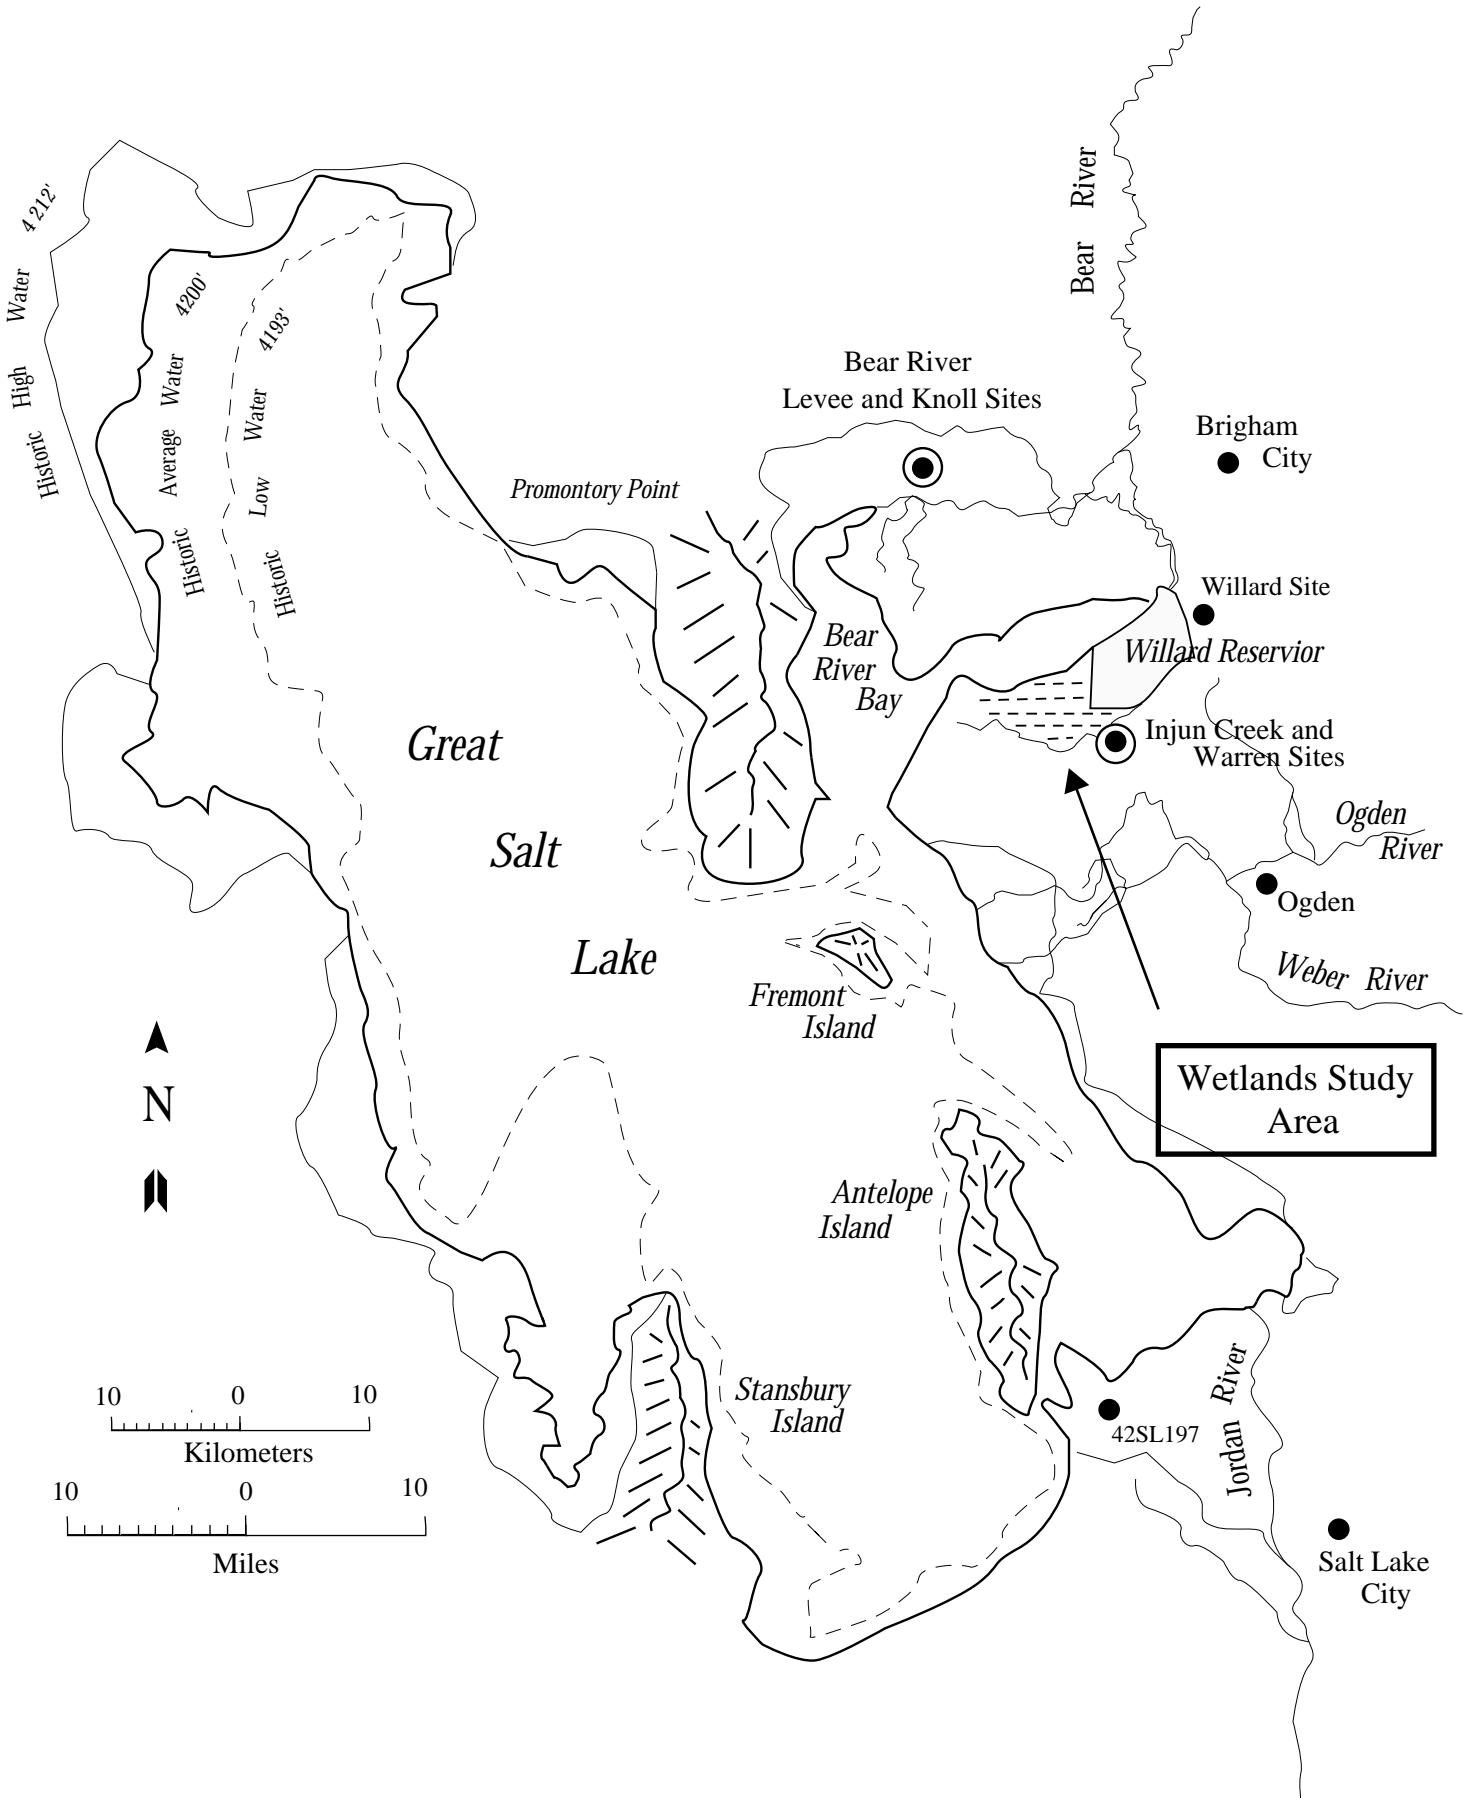 Bear River
4212'
Historic High Water
4200'
Historic Average Water
4193'
Historic Low Water
Bear River
Levee and Knoll Sites
Brigham
City
Promontory Point
Willard Site
Willard Reservior
Bear
River
Bay
Injun Creek and
Warren Sites
Great
Salt
Lake
Ogden
River
Ogden
Weber River
Fremont
Island
N
Wetlands Study
Area
Antelope
Island
Stansbury
Island
42SL197
Jordan River
10 0 10
Kilometers
10 0 10
Miles
Salt Lake
City